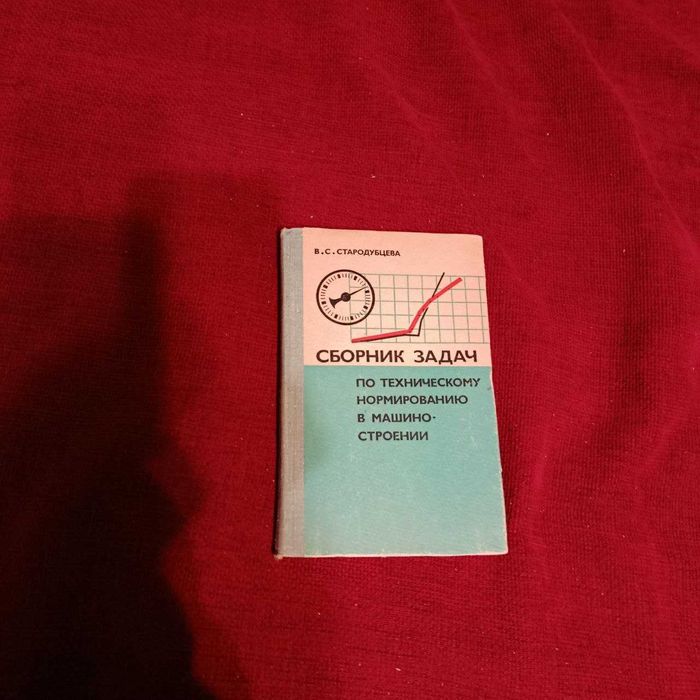 В.С.СТАРОДУБЦЕВА
СБОРНИК ЗАДАЧ
ПО ТЕХНИЧЕСКОМУ
НОРМИРОВАНИЮ
В МАШИНО-
СТРОЕНИИ